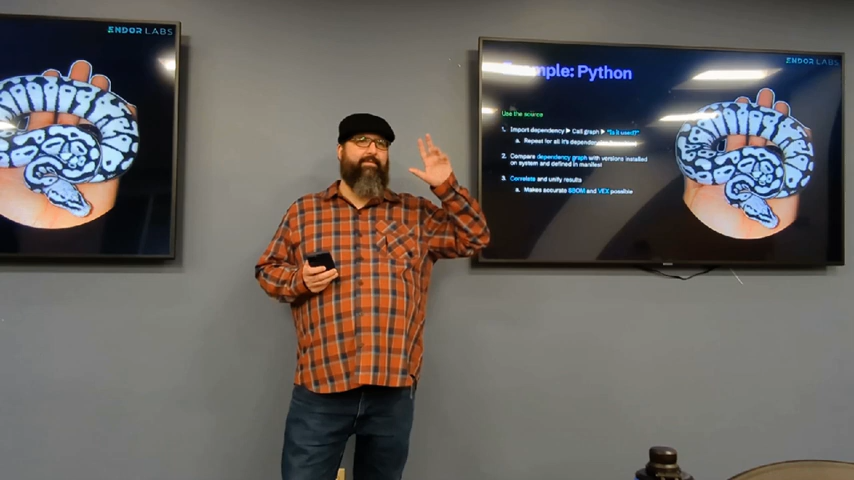 ENDOR LABS
ENDOR LABS
Example: Python
Use the source
1. Import dependency ▶ Call graph ▶ "Is it used?"
a. Repeat for all it's dependencies
2. Compare dependency graph with versions installed
on system and defined in manifest
3. Correlate and unify results
a. Makes accurate SBOM and VEX possible